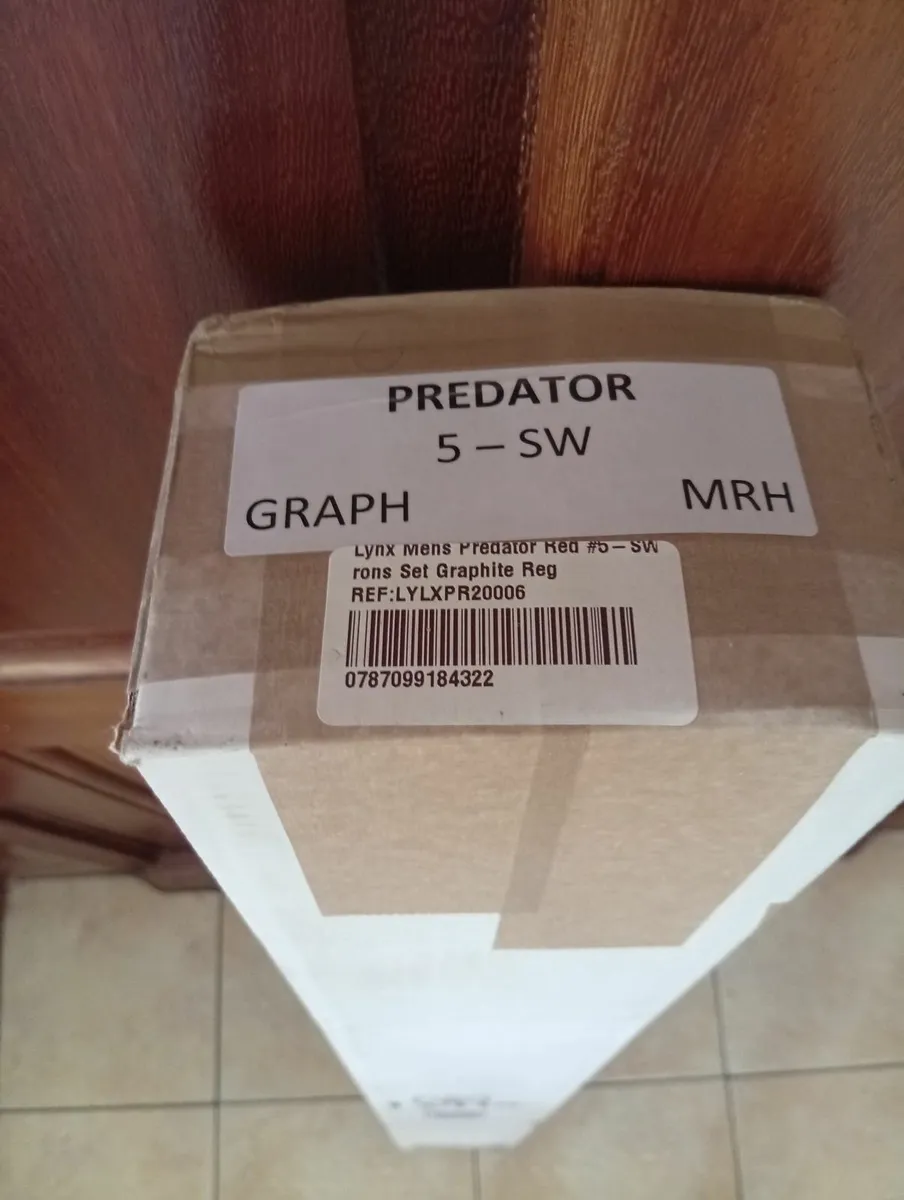 PREDATOR
5 – SW
GRAPH MRH
Lynx Mens Predator Red #5–SW
rons Set Graphite Reg
REF:LYLXPR20006
0787099184322